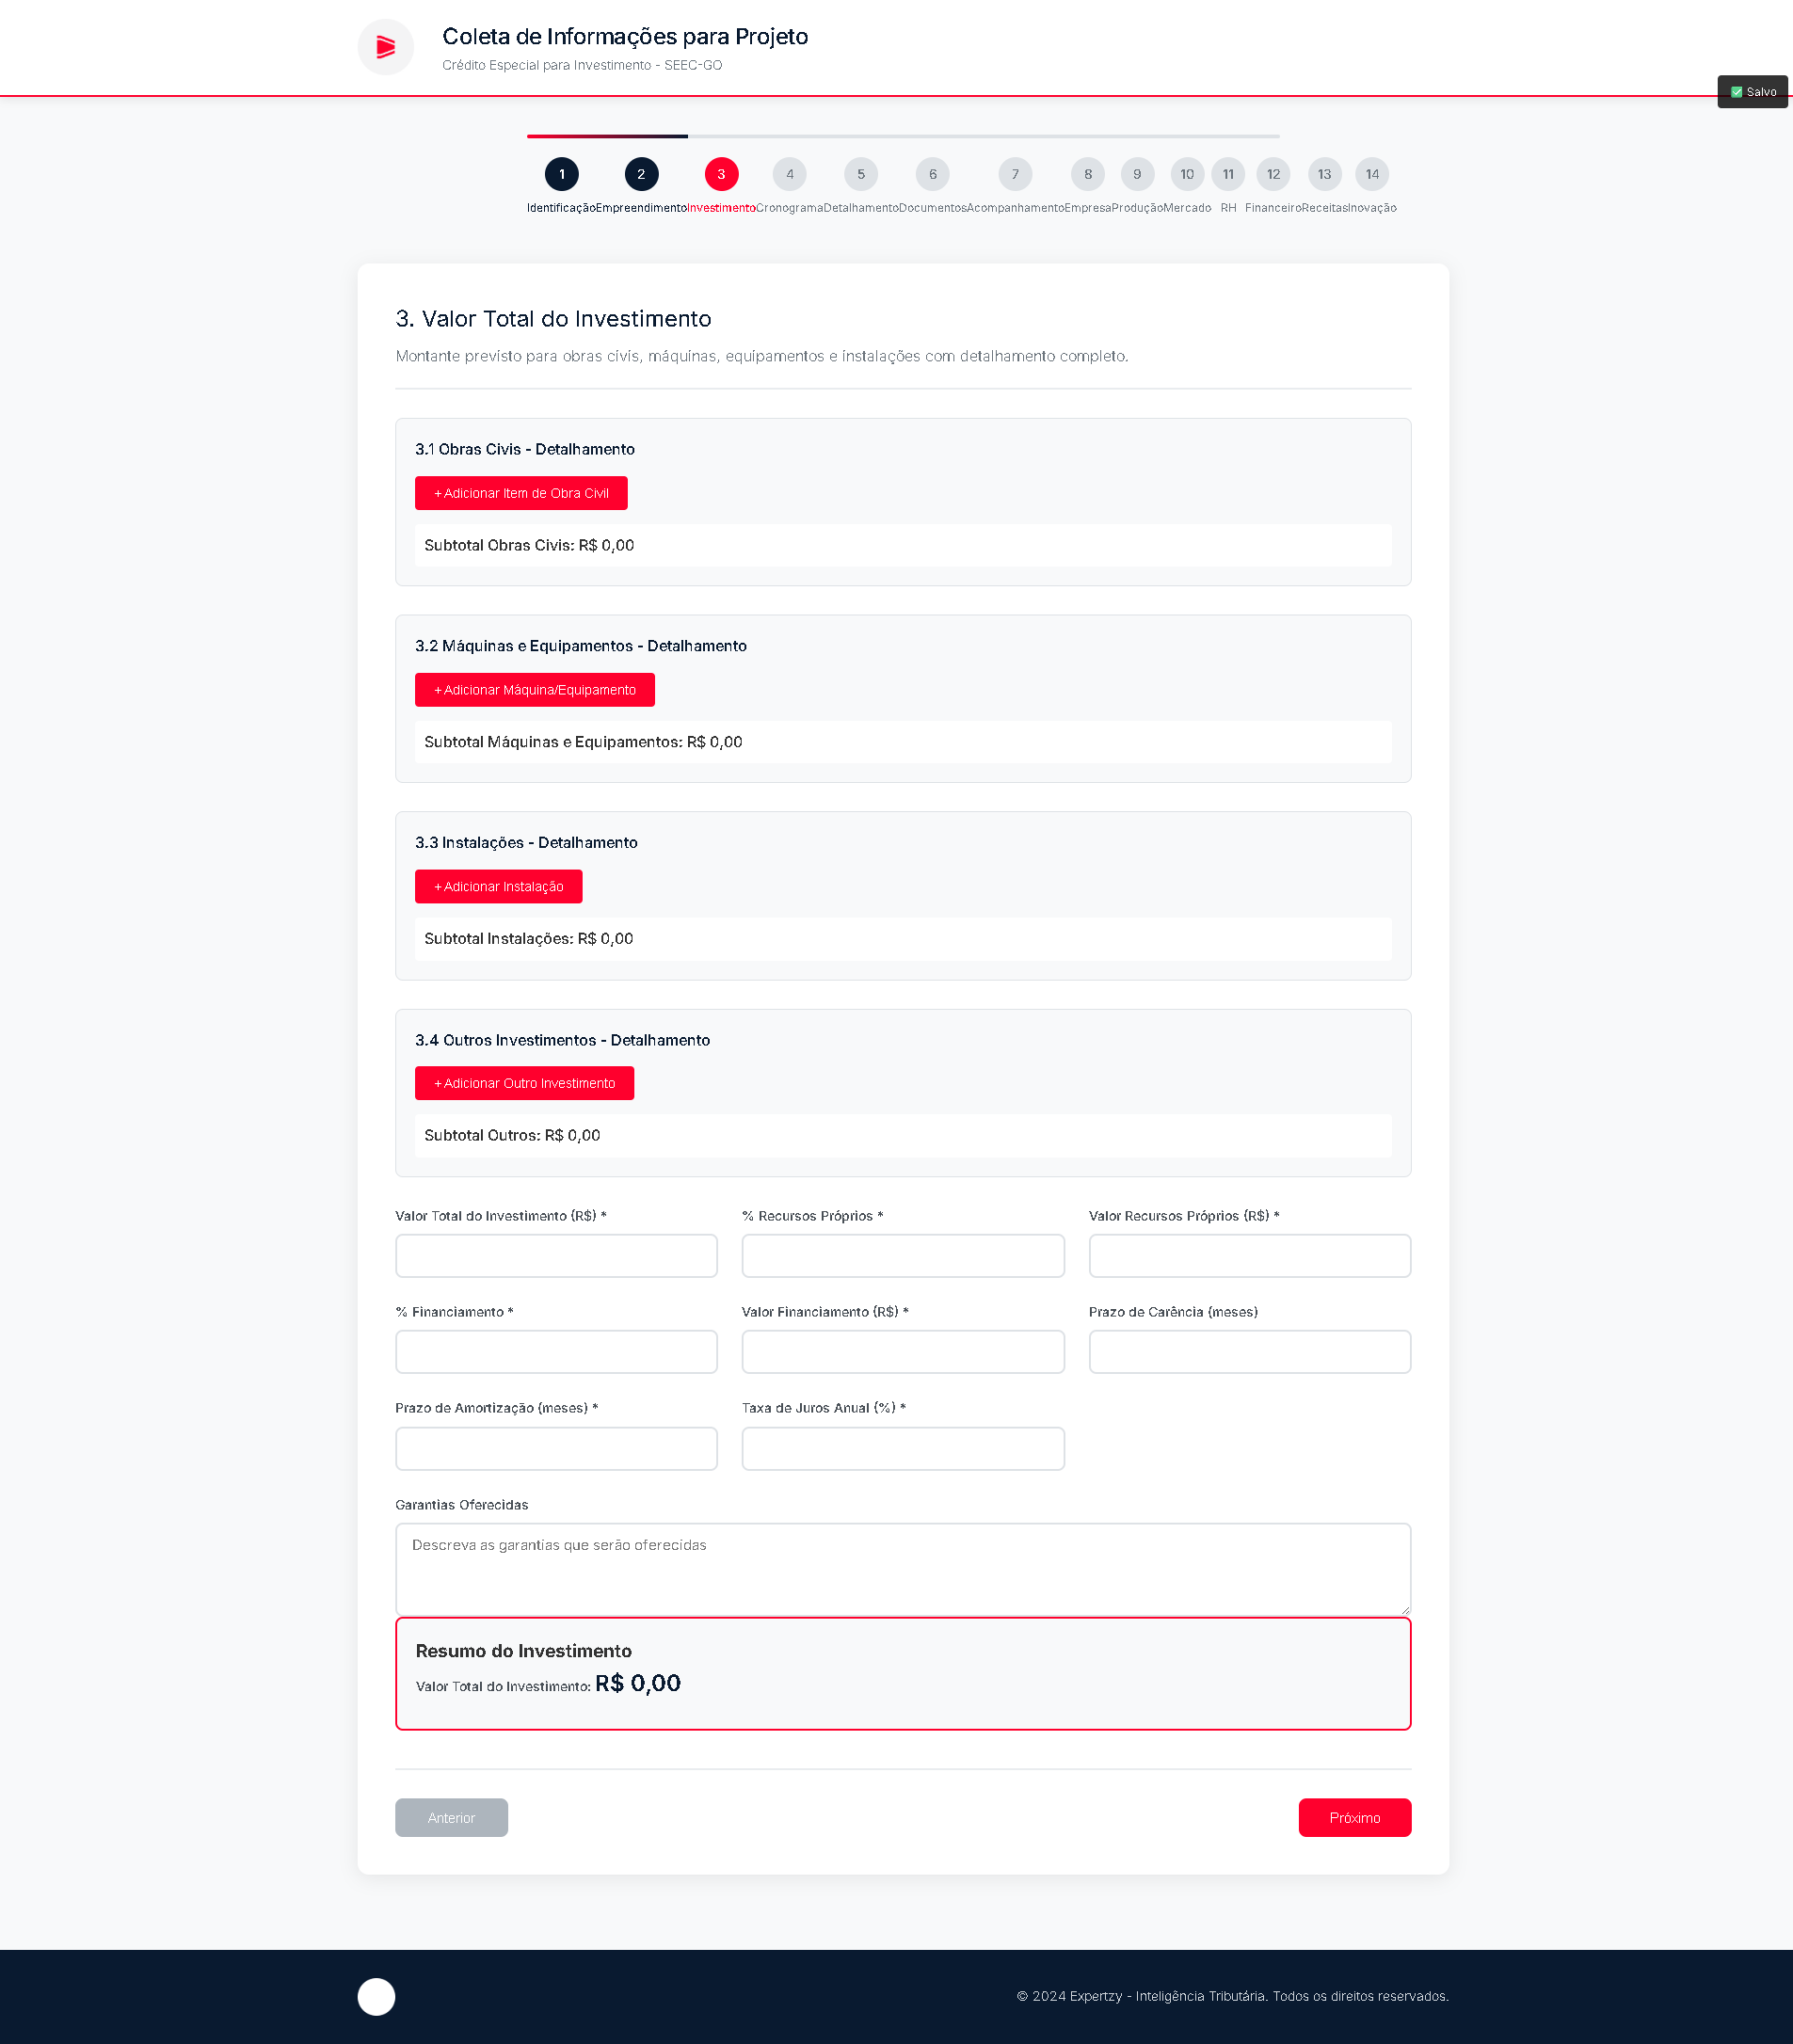 Coleta de Informações para Projeto
Crédito Especial para Investimento - SEEC-GO
✅ Salvo
1 2 3 4 5 6 7 8 9 10 11 12 13 14
Identificação Empreendimento Investimento Cronograma Detalhamento Documentos Acompanhamento Empresa Produção Mercado RH Financeiro Receitas Inovação
3. Valor Total do Investimento
Montante previsto para obras civis, máquinas, equipamentos e instalações com detalhamento completo.
3.1 Obras Civis - Detalhamento
+ Adicionar Item de Obra Civil
Subtotal Obras Civis: R$ 0,00
3.2 Máquinas e Equipamentos - Detalhamento
+ Adicionar Máquina/Equipamento
Subtotal Máquinas e Equipamentos: R$ 0,00
3.3 Instalações - Detalhamento
+ Adicionar Instalação
Subtotal Instalações: R$ 0,00
3.4 Outros Investimentos - Detalhamento
+ Adicionar Outro Investimento
Subtotal Outros: R$ 0,00
Valor Total do Investimento (R$) * % Recursos Próprios * Valor Recursos Próprios (R$) *
% Financiamento * Valor Financiamento (R$) * Prazo de Carência (meses)
Prazo de Amortização (meses) * Taxa de Juros Anual (%) *
Garantias Oferecidas
Descreva as garantias que serão oferecidas
Resumo do Investimento
Valor Total do Investimento: R$ 0,00
Anterior Próximo
© 2024 Expertzy - Inteligência Tributária. Todos os direitos reservados.